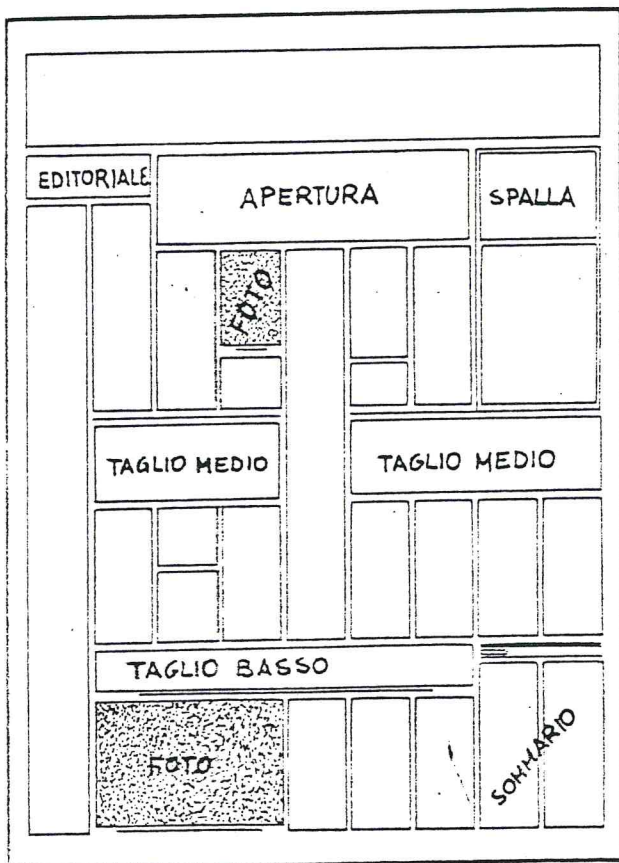 EDITORIALE
APERTURA
SPALLA
FOTO
TAGLIO MEDIO
TAGLIO MEDIO
TAGLIO BASSO
FOTO
SOMMARIO